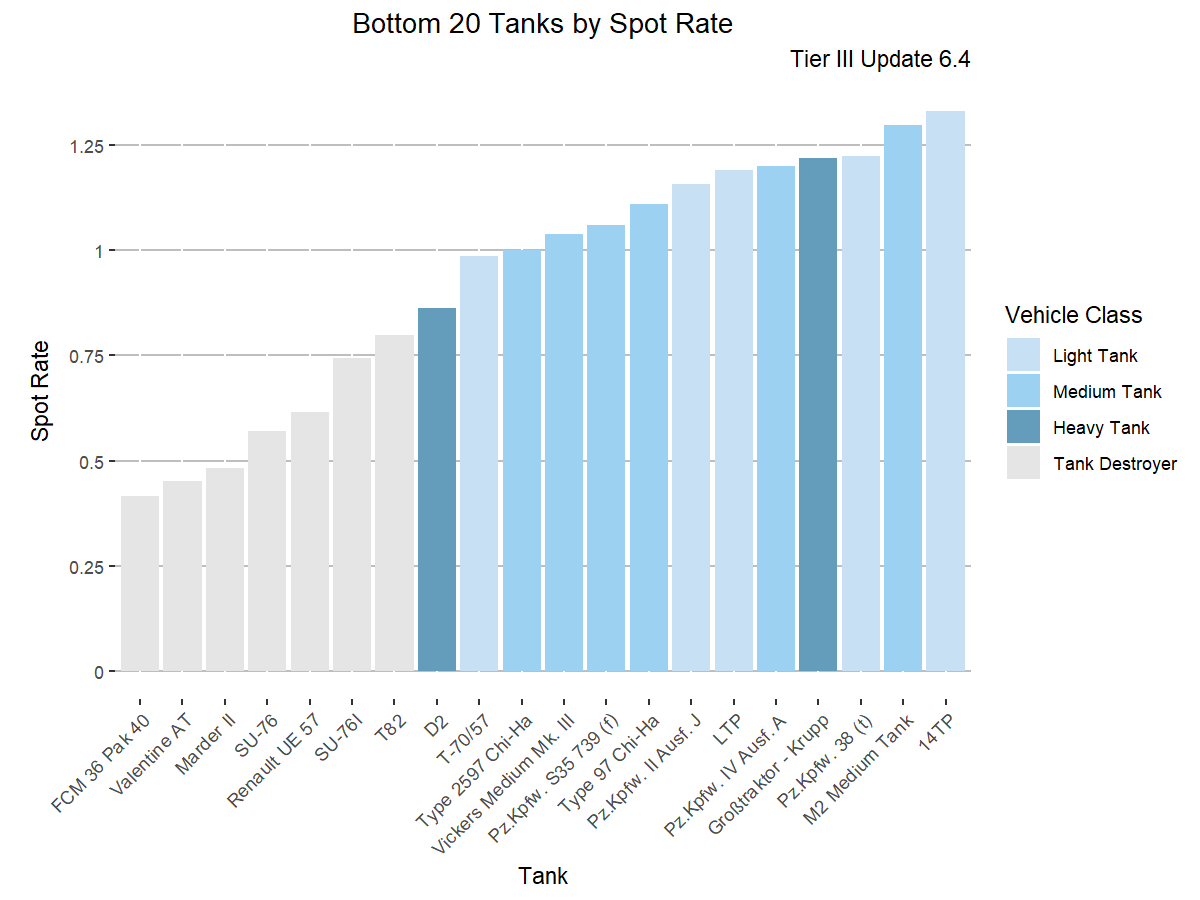 Bottom 20 Tanks by Spot Rate
Tier III Update 6.4
1.25
1
0.75
0.5
0.25
0
Spot Rate
FCM 36 Pak 40
Valentine AT
Marder II
SU-76
Renault UE 57
SU-76I
T82
D2
T-70/57
Type 2597 Chi-Ha
Vickers Medium Mk. III
Pz.Kpfw. S35 739 (f)
Type 97 Chi-Ha
Pz.Kpfw. II Ausf. J
LTP
Pz.Kpfw. IV Ausf. A
Großtraktor - Krupp
Pz.Kpfw. 38 (t)
M2 Medium Tank
14TP
Tank
Vehicle Class
Light Tank
Medium Tank
Heavy Tank
Tank Destroyer